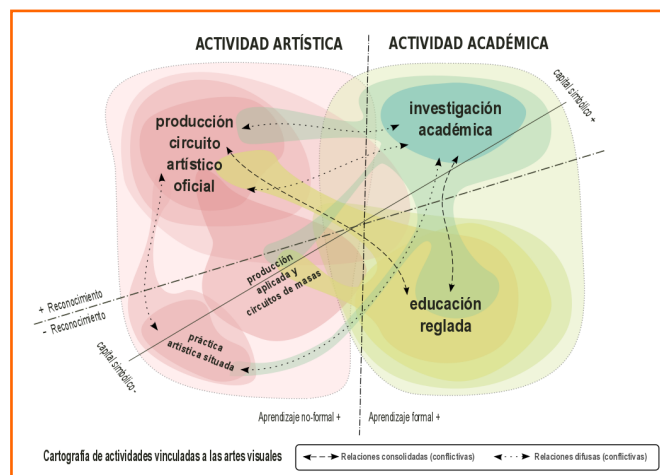 ACTIVIDAD ARTÍSTICA
ACTIVIDAD ACADÉMICA
capital simbólico +
producción
circuito
artístico
oficial
investigación
académica
producción
aplicada y
circuitos de masas
+ Reconocimiento
- Reconocimiento
educación
reglada
práctica
artística situada
capital simbólico -
Aprendizaje no-formal +
Aprendizaje formal +
Cartografía de actividades vinculadas a las artes visuales
Relaciones consolidadas (conflictivas)
Relaciones difusas (conflictivas)